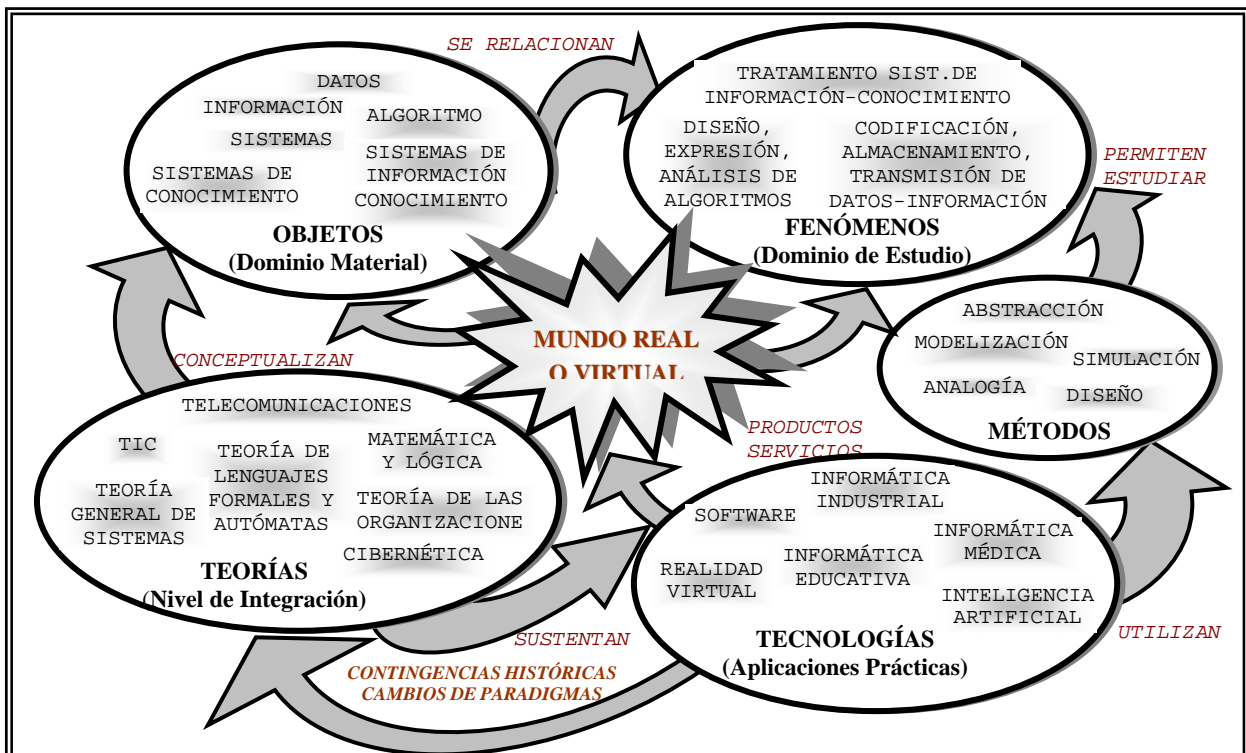 SE RELACIONAN
DATOS
INFORMACIÓN
ALGORITMO
SISTEMAS
SISTEMAS DE
CONOCIMIENTO
SISTEMAS DE
INFORMACIÓN
CONOCIMIENTO
OBJETOS
(Dominio Material)
TRATAMIENTO SIST.DE
INFORMACIÓN-CONOCIMIENTO
DISEÑO,
EXPRESIÓN,
ANÁLISIS DE
ALGORITMOS
CODIFICACIÓN,
ALMACENAMIENTO,
TRANSMISIÓN DE
DATOS-INFORMACIÓN
FENÓMENOS
(Dominio de Estudio)
PERMITEN
ESTUDIAR
ABSTRACCIÓN
MODELIZACIÓN
SIMULACIÓN
ANALOGÍA
DISEÑO
MÉTODOS
MUNDO REAL
O VIRTUAL
CONCEPTUALIZAN
TELECOMUNICACIONES
TIC
TEORÍA DE
LENGUAJES
FORMALES Y
AUTÓMATAS
MATEMÁTICA
Y LÓGICA
TEORÍA
GENERAL DE
SISTEMAS
TEORÍA DE LAS
ORGANIZACIONE
CIBERNÉTICA
TEORÍAS
(Nivel de Integración)
PRODUCTOS
SERVICIOS
INFORMÁTICA
INDUSTRIAL
SOFTWARE
INFORMÁTICA
MÉDICA
REALIDAD
VIRTUAL
INFORMÁTICA
EDUCATIVA
INTELIGENCIA
ARTIFICIAL
TECNOLOGÍAS
(Aplicaciones Prácticas)
UTILIZAN
SUSTENTAN
CONTINGENCIAS HISTÓRICAS
CAMBIOS DE PARADIGMAS